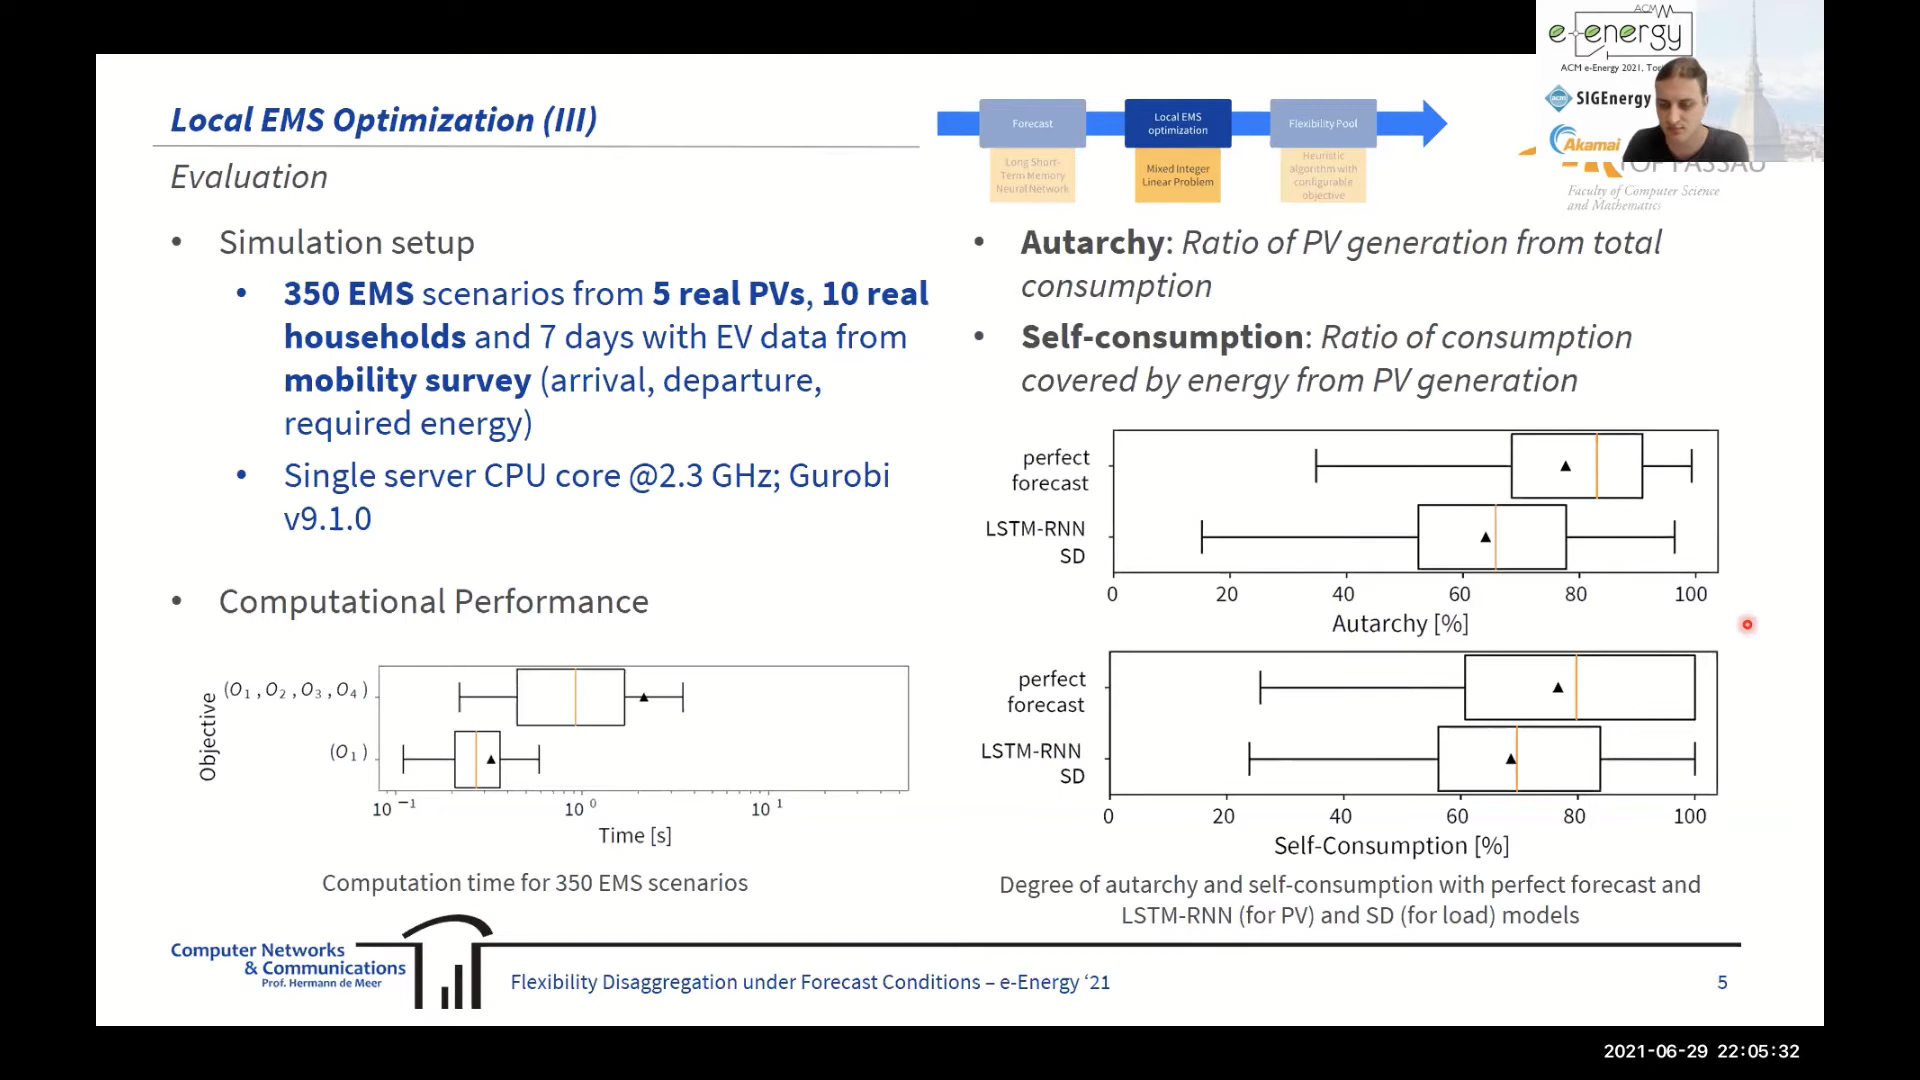 Local EMS Optimization (III)
Evaluation
Forecast
Long Short-
Term Memory
Neural Network
Local EMS
optimization
Mixed Integer
Linear Problem
Flexibility Pool
Heuristic
algorithm with
configurable
objective
ACM
e-energy
ACM e-Energy 2021,
SIGEnergy
Akamai
OF PASSAU
Faculty of Computer Science
and Mathematics
• Simulation setup
• 350 EMS scenarios from 5 real PVs, 10 real
households and 7 days with EV data from
mobility survey (arrival, departure,
required energy)
• Single server CPU core @2.3 GHz; Gurobi
v9.1.0
• Computational Performance
Objective
(O1, O2, O3, O4)
(O1)
10⁻¹ 10⁰ 10¹
Time [s]
Computation time for 350 EMS scenarios
• Autarchy: Ratio of PV generation from total
consumption
• Self-consumption: Ratio of consumption
covered by energy from PV generation
perfect
forecast
LSTM-RNN
SD
0 20 40 60 80 100
Autarchy [%]
perfect
forecast
LSTM-RNN
SD
0 20 40 60 80 100
Self-Consumption [%]
Degree of autarchy and self-consumption with perfect forecast and
LSTM-RNN (for PV) and SD (for load) models
Computer Networks
& Communications
Prof. Hermann de Meer
Flexibility Disaggregation under Forecast Conditions – e-Energy ‘21
5
2021-06-29 22:05:32